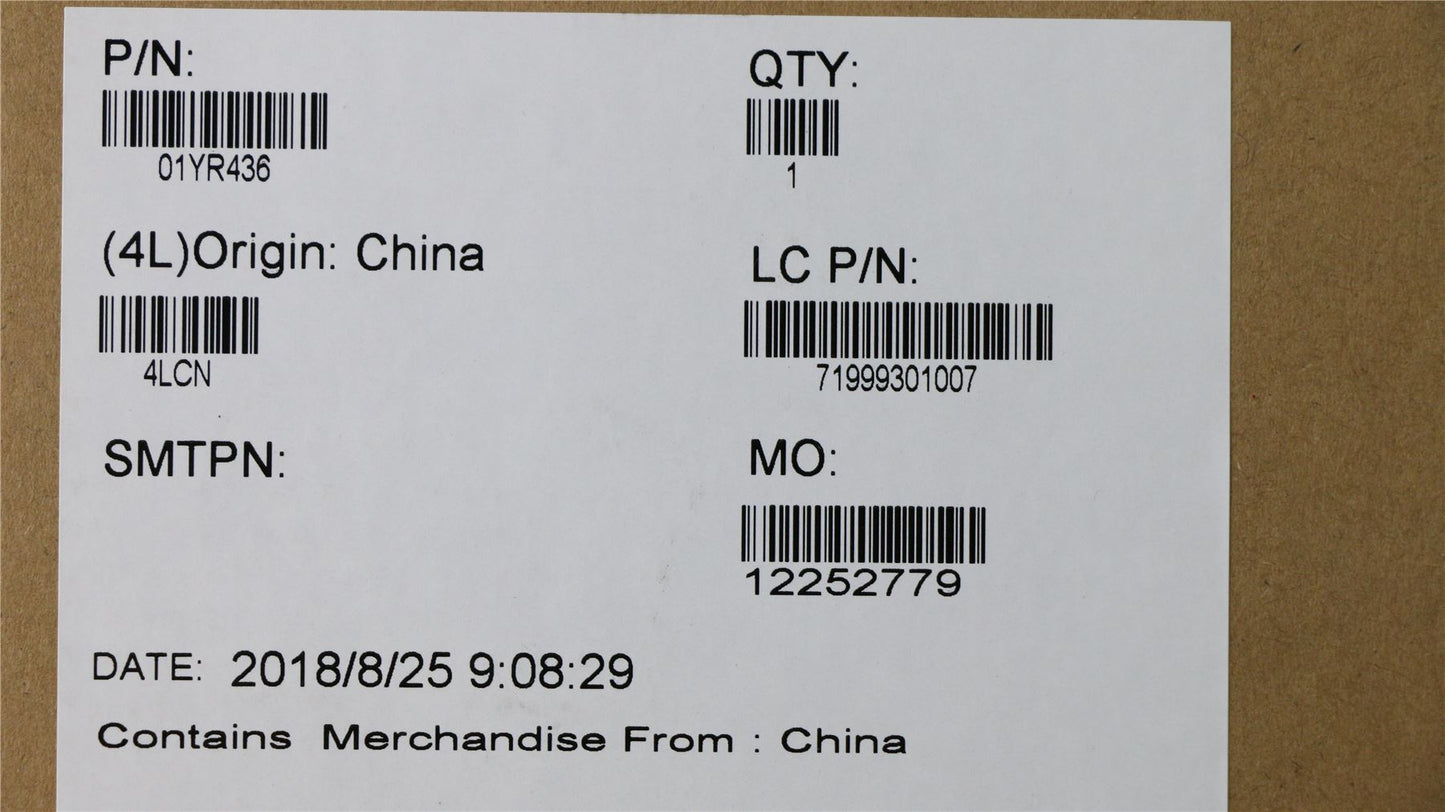 P/N:
QTY:
01YR436
1
(4L)Origin: China
LC P/N:
4LCN
71999301007
SMTPN:
MO:
12252779
DATE: 2018/8/25 9:08:29
Contains Merchandise From : China